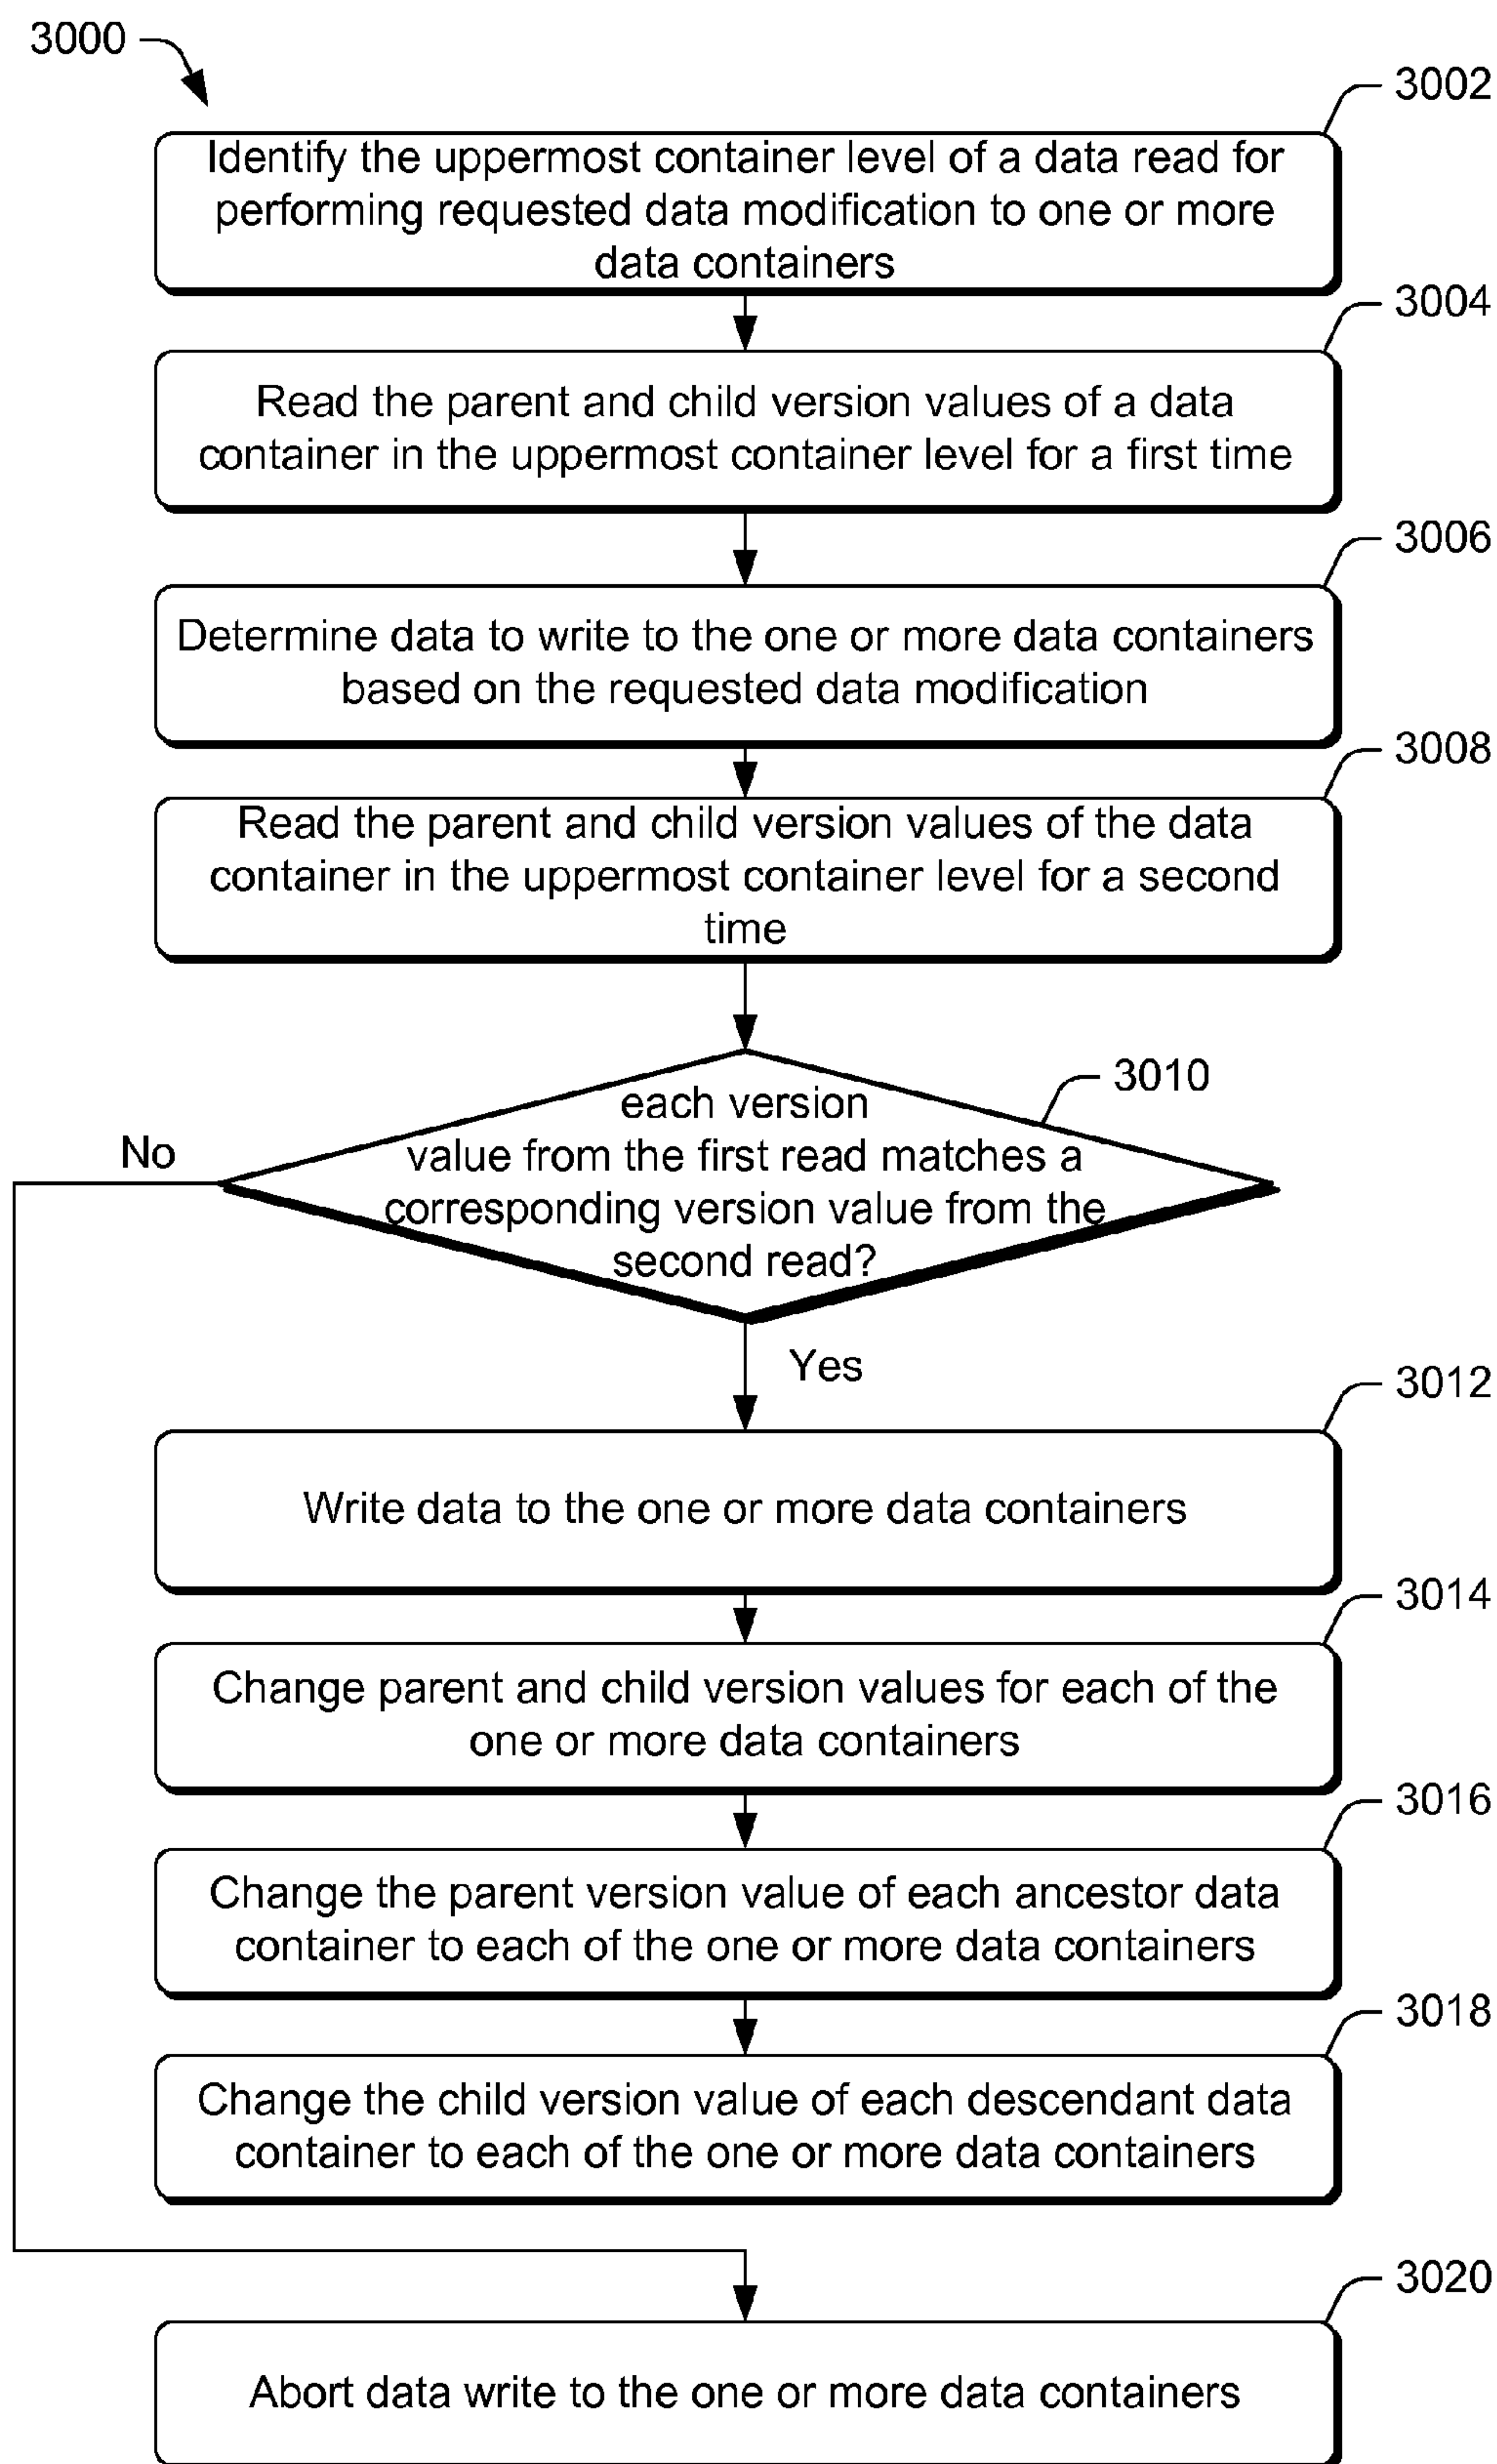 3000
3002
Identify the uppermost container level of a data read for
performing requested data modification to one or more
data containers
3004
Read the parent and child version values of a data
container in the uppermost container level for a first time
3006
Determine data to write to the one or more data containers
based on the requested data modification
3008
Read the parent and child version values of the data
container in the uppermost container level for a second
time
3010
each version
value from the first read matches a
corresponding version value from the
second read?
No
Yes
3012
Write data to the one or more data containers
3014
Change parent and child version values for each of the
one or more data containers
3016
Change the parent version value of each ancestor data
container to each of the one or more data containers
3018
Change the child version value of each descendant data
container to each of the one or more data containers
3020
Abort data write to the one or more data containers